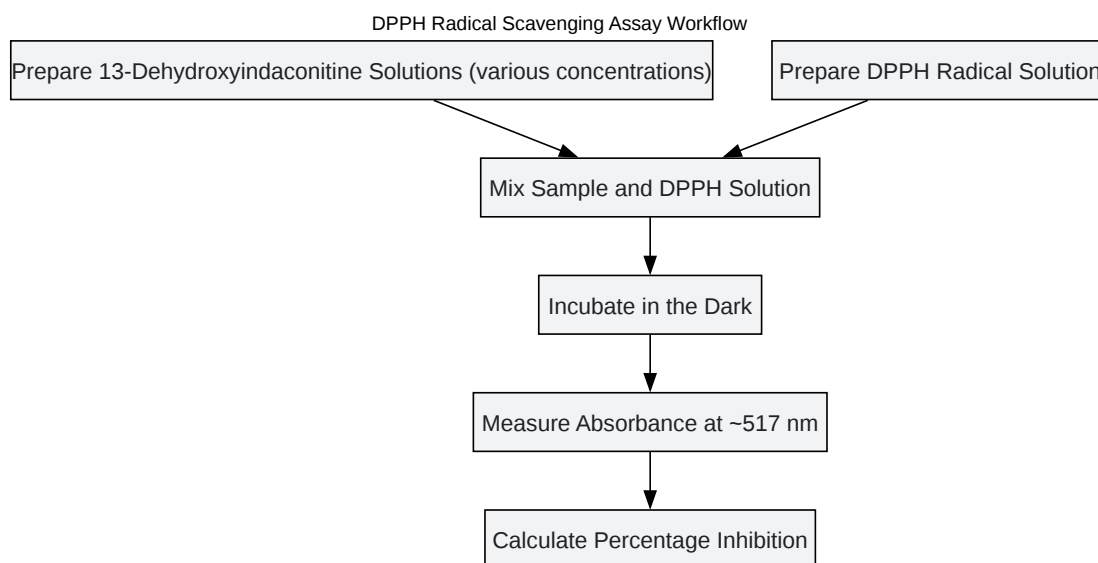 DPPH Radical Scavenging Assay Workflow
Prepare 13-Dehydroxyindaconitine Solutions (various concentrations)
Prepare DPPH Radical Solution
Mix Sample and DPPH Solution
Incubate in the Dark
Measure Absorbance at ~517 nm
Calculate Percentage Inhibition